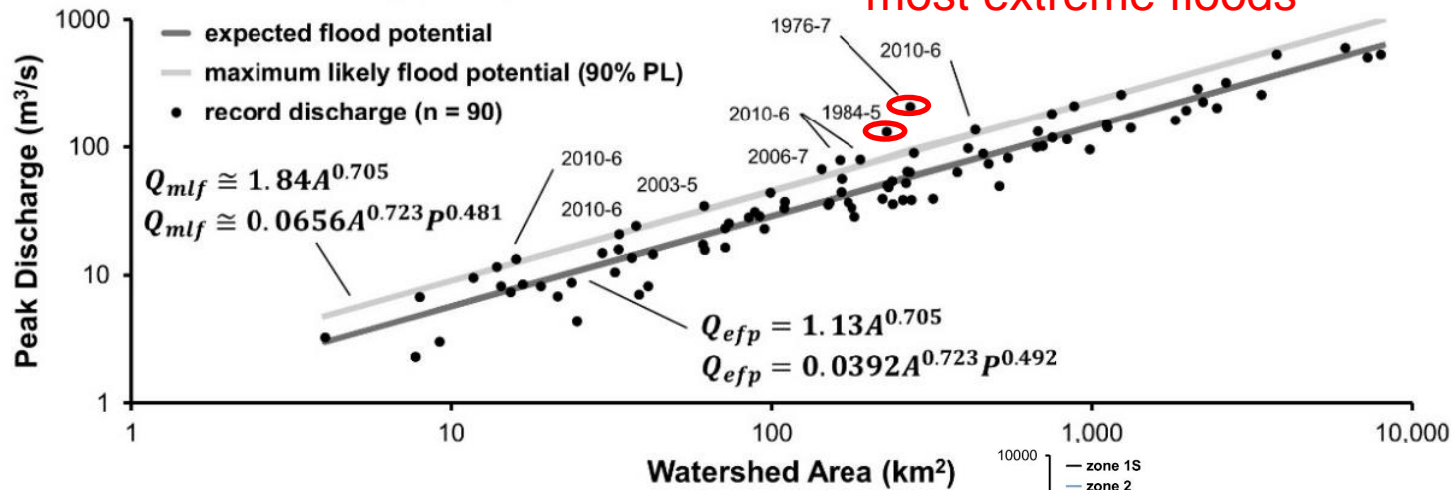 most extreme floods
1000
100
10
1
Peak Discharge (m³/s)
expected flood potential
maximum likely flood potential (90% PL)
record discharge (n = 90)
1976-7
2010-6
2010-6
1984-5
2006-7
2010-6
2003-5
2010-6
Q_mlf ≅ 1.84A^0.705
Q_mlf ≅ 0.0656A^0.723 P^0.481
Q_efp = 1.13A^0.705
Q_efp = 0.0392A^0.723 P^0.492
1
10
100
1,000
10,000
Watershed Area (km²)
10000
zone 1S
zone 2